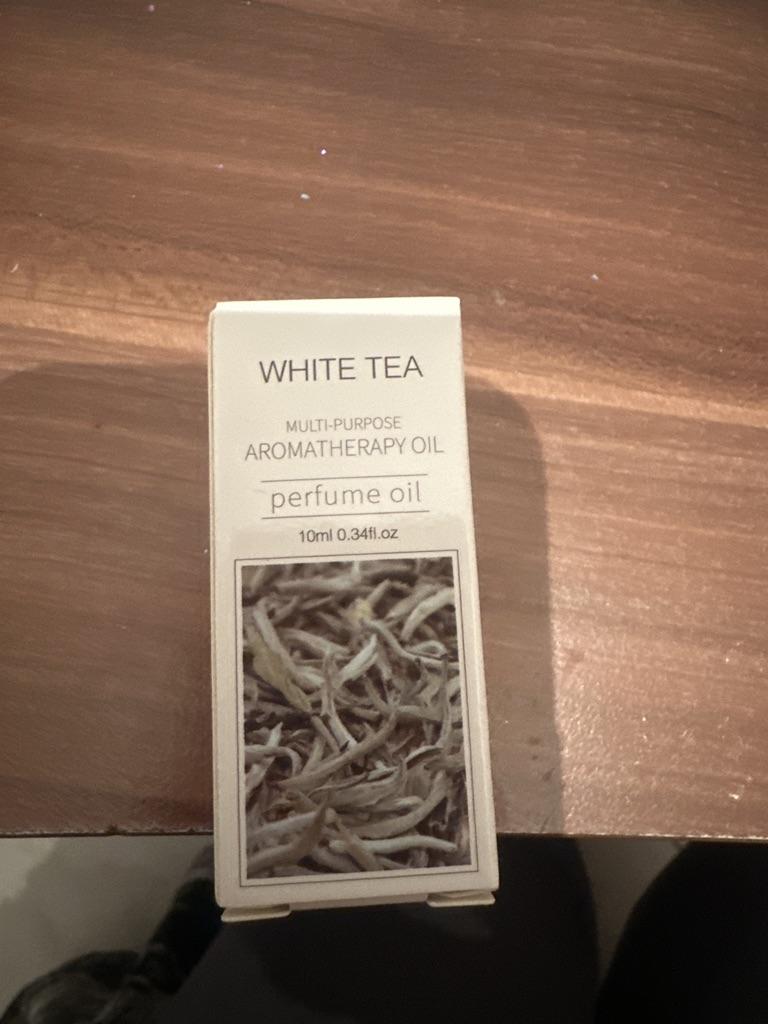 WHITE TEA
MULTI-PURPOSE
AROMATHERAPY OIL
perfume oil
10ml 0.34fl.oz